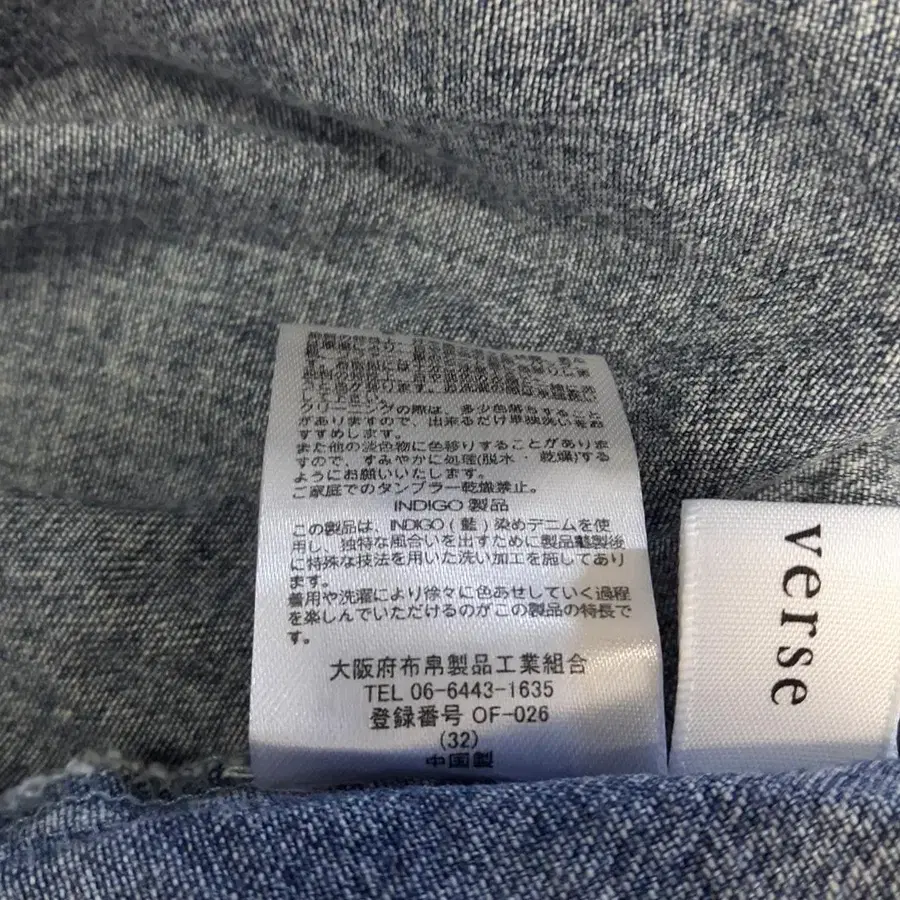 して下さい。
クリーニングの際は、多少色落ちすること
がありますので、出来るだけ単独洗いをお
すすめします。
また他の淡色物に色移りすることがありま
すので、すみやかに処理(脱水・乾燥)する
ようにお願いいたします。
ご家庭でのタンブラー乾燥禁止。
INDIGO 製品
この製品は、INDIGO(藍)染めデニムを使
用し、独特な風合いを出すために製品縫製後
に特殊な技法を用いた洗い加工を施してあり
ます。
着用や洗濯により徐々に色あせしていく過程
を楽しんでいただけるのがこの製品の特長で
す。
大阪府布帛製品工業組合
TEL 06-6443-1635
登録番号 OF-026
(32)
中国製
verse